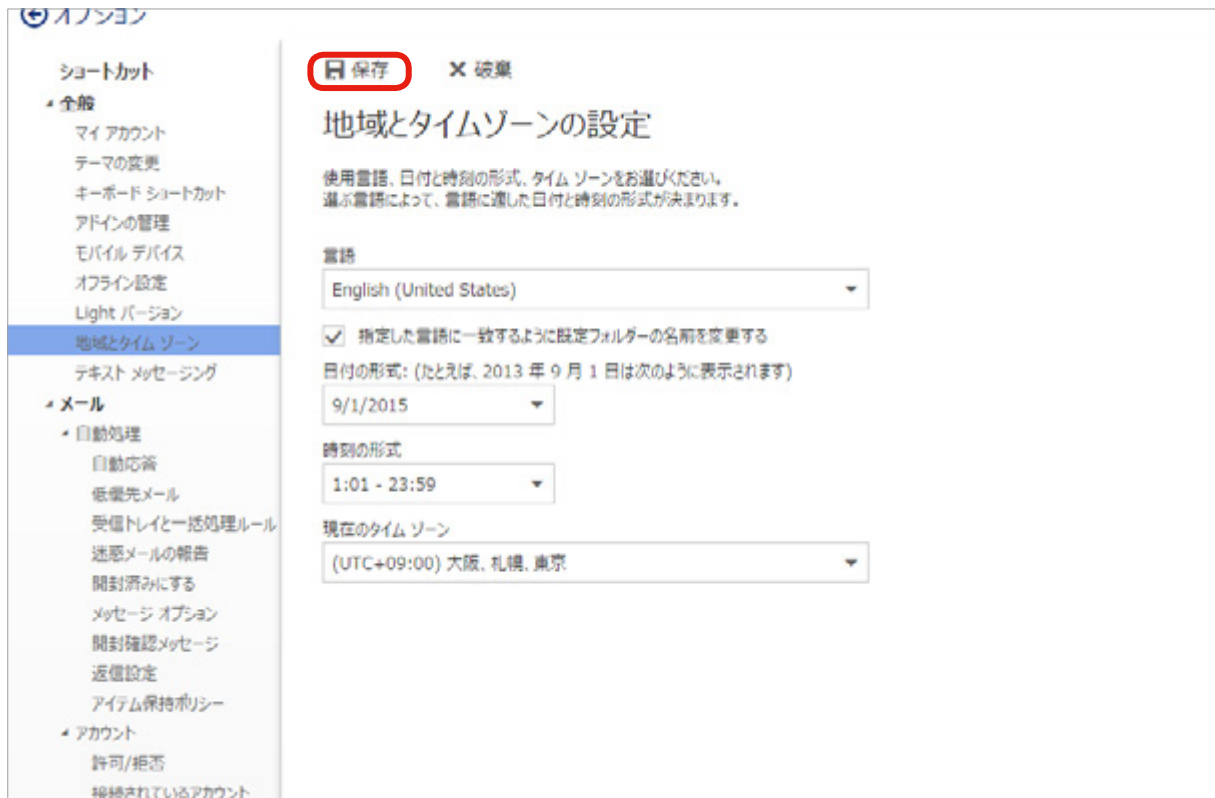 オプション
ショートカット
全般
マイ アカウント
テーマの変更
キーボード ショートカット
アドインの管理
モバイル デバイス
オフライン設定
Light バージョン
地域とタイム ゾーン
テキスト メッセージング
メール
自動処理
自動応答
低優先メール
受信トレイと一括処理ルール
迷惑メールの報告
開封済みにする
メッセージ オプション
開封確認メッセージ
返信設定
アイテム保持ポリシー
アカウント
許可/拒否
接続されているアカウント
保存
破棄
地域とタイムゾーンの設定
使用言語、日付と時刻の形式、タイム ゾーンをお選びください。
選ぶ言語によって、言語に適した日付と時刻の形式が決まります。
言語
English (United States)
指定した言語に一致するように既定フォルダーの名前を変更する
日付の形式: (たとえば、2013 年 9 月 1 日は次のように表示されます)
9/1/2015
時刻の形式
1:01 - 23:59
現在のタイム ゾーン
(UTC+09:00) 大阪、札幌、東京